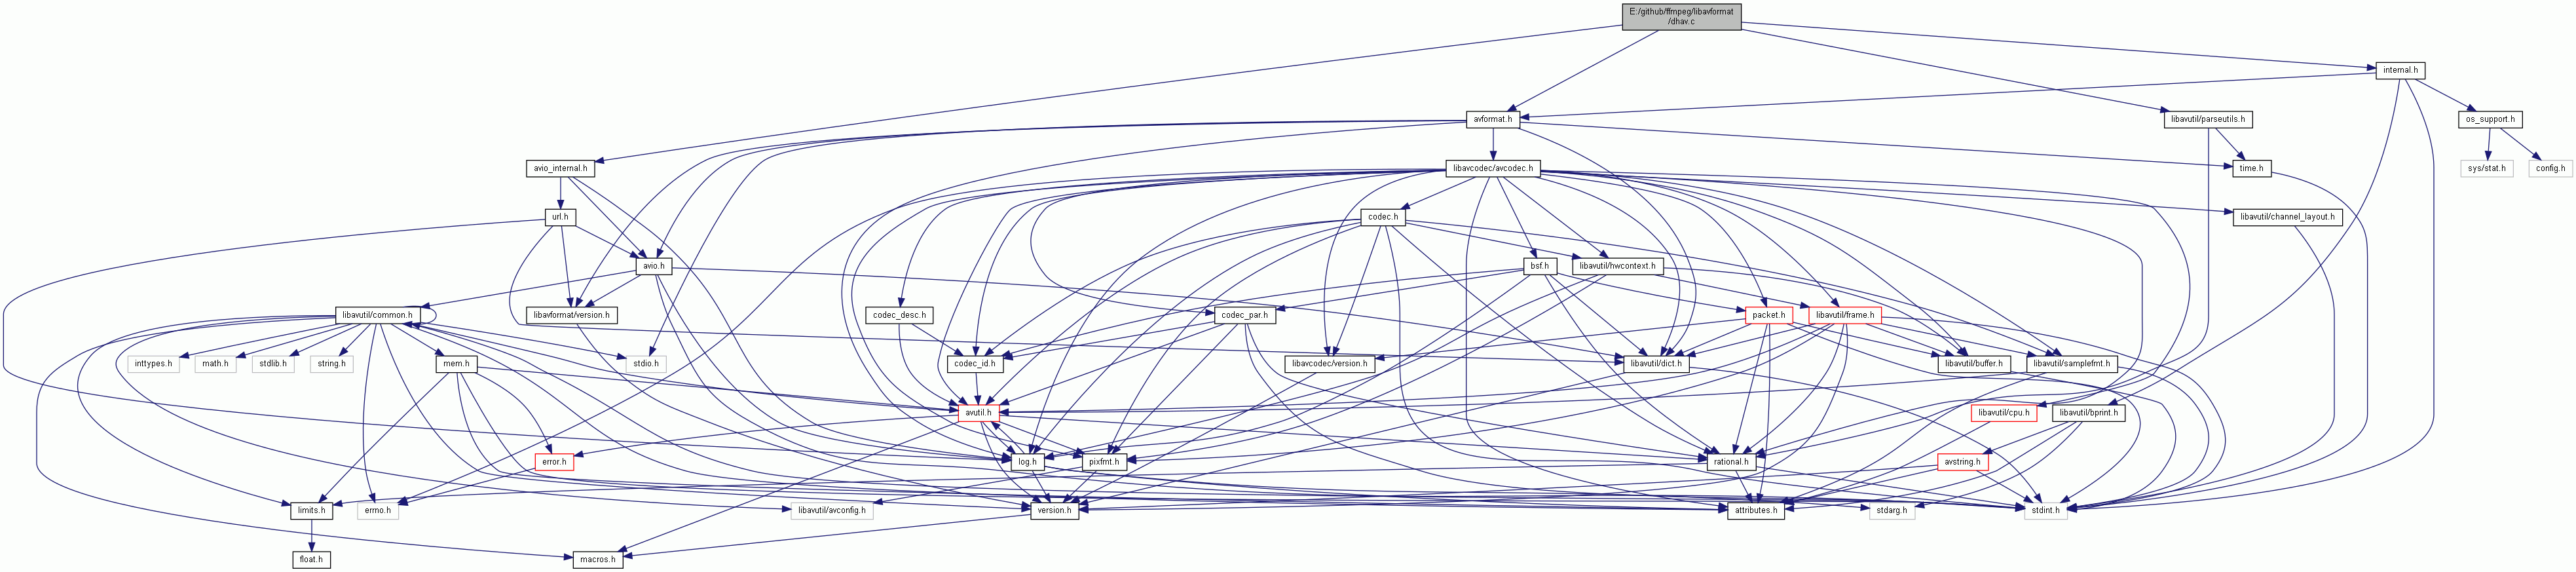 E:/github/ffmpeg/libavformat
/dhav.c
internal.h
avformat.h
libavutil/parseutils.h
os_support.h
avio_internal.h
libavcodec/avcodec.h
time.h
sys/stat.h
config.h
url.h
codec.h
libavutil/channel_layout.h
avio.h
bsf.h
libavutil/hwcontext.h
libavutil/common.h
libavformat/version.h
codec_desc.h
codec_par.h
packet.h
libavutil/frame.h
inttypes.h
math.h
stdlib.h
string.h
mem.h
stdio.h
codec_id.h
libavcodec/version.h
libavutil/dict.h
libavutil/buffer.h
libavutil/samplefmt.h
avutil.h
libavutil/cpu.h
libavutil/bprint.h
error.h
log.h
pixfmt.h
rational.h
avstring.h
limits.h
errno.h
libavutil/avconfig.h
version.h
attributes.h
stdarg.h
stdint.h
float.h
macros.h